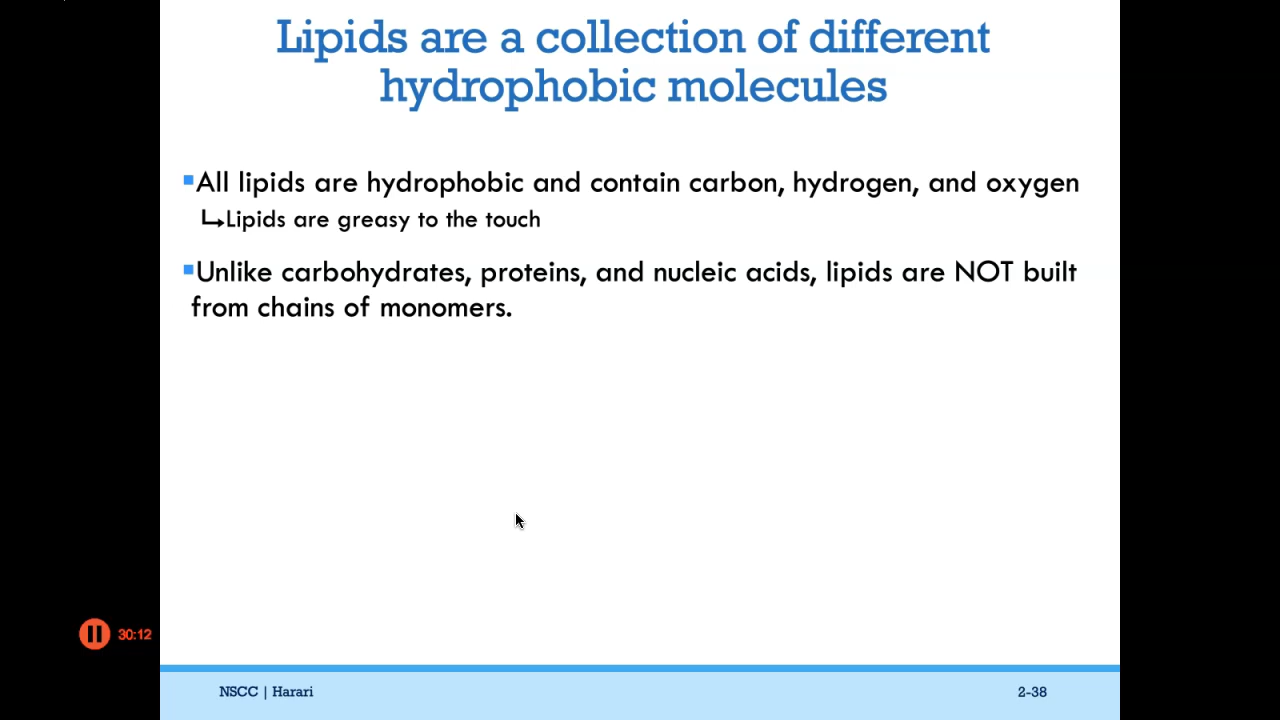 Lipids are a collection of different
hydrophobic molecules
▪All lipids are hydrophobic and contain carbon, hydrogen, and oxygen
↳Lipids are greasy to the touch
▪Unlike carbohydrates, proteins, and nucleic acids, lipids are NOT built
from chains of monomers.
30:12
NSCC | Harari
2-38